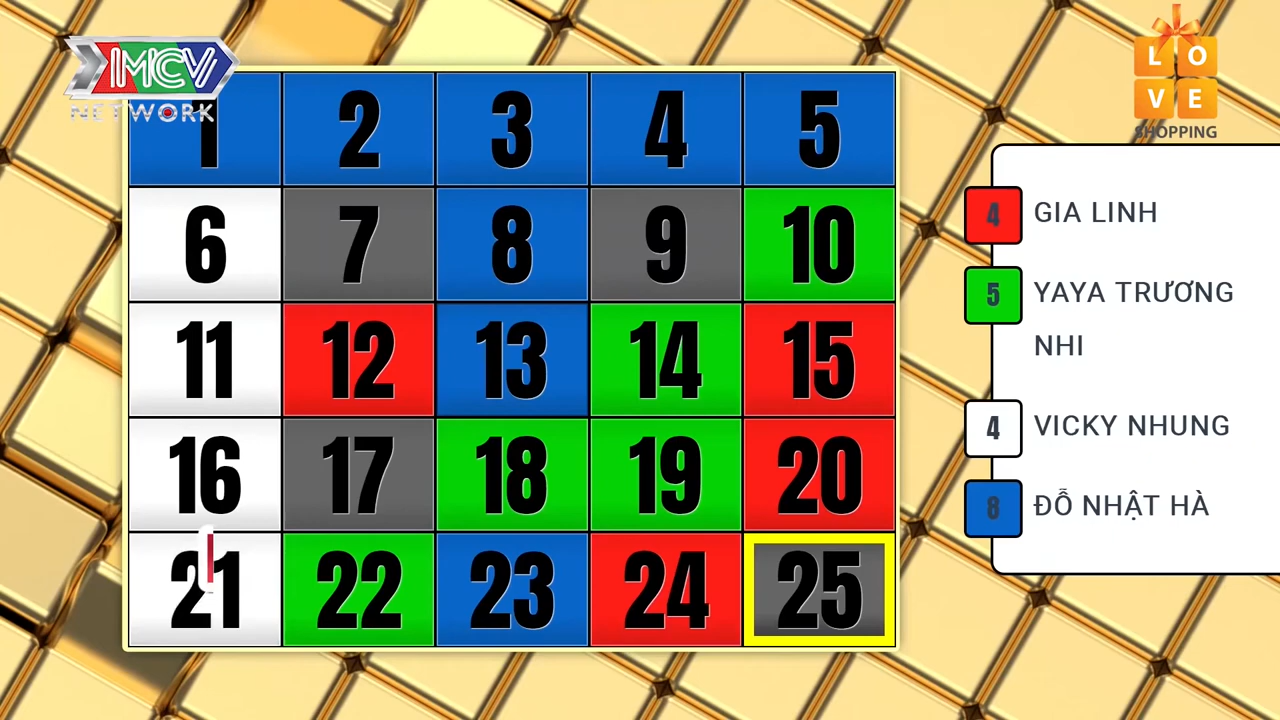 MCV
NETWORK
L O
V E
SHOPPING
1 2 3 4 5
6 7 8 9 10
11 12 13 14 15
16 17 18 19 20
21 22 23 24 25
4 GIA LINH
5 YAYA TRƯƠNG
NHI
4 VICKY NHUNG
8 ĐỖ NHẬT HÀ